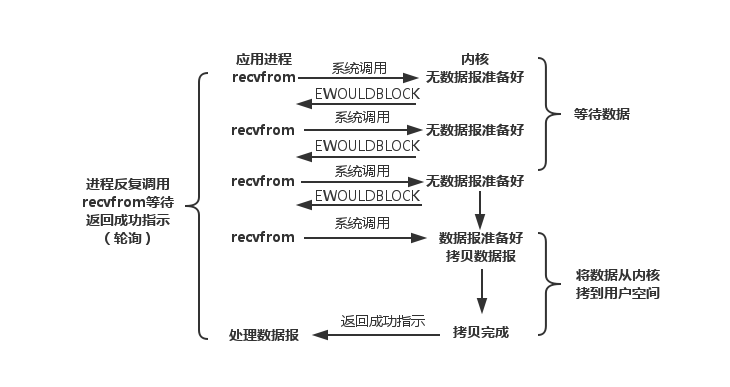 应用进程
内核
recvfrom
系统调用
无数据报准备好
EWOULDBLOCK
等待数据
recvfrom
系统调用
无数据报准备好
EWOULDBLOCK
recvfrom
系统调用
无数据报准备好
EWOULDBLOCK
进程反复调用
recvfrom等待
返回成功指示
（轮询）
recvfrom
系统调用
数据报准备好
拷贝数据报
将数据从内核
拷到用户空间
处理数据报
返回成功指示
拷贝完成